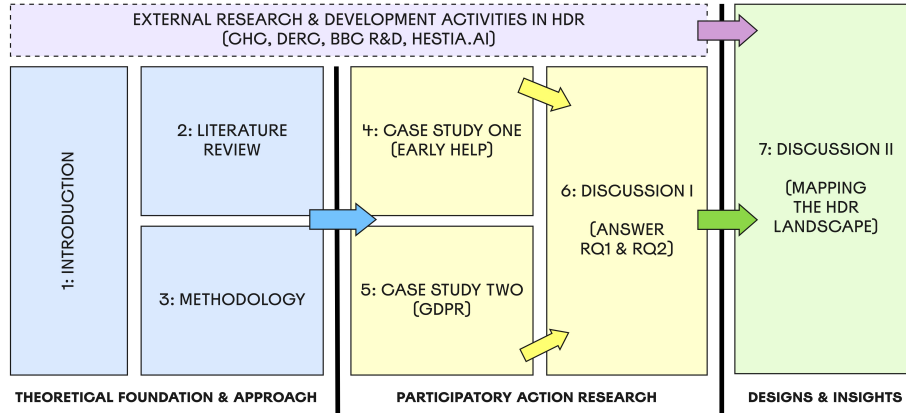 EXTERNAL RESEARCH & DEVELOPMENT ACTIVITIES IN HDR
(CHC, DERC, BBC R&D, HESTIA.AI)
1: INTRODUCTION
2: LITERATURE
REVIEW
3: METHODOLOGY
4: CASE STUDY ONE
(EARLY HELP)
5: CASE STUDY TWO
(GDPR)
6: DISCUSSION I
(ANSWER
RQ1 & RQ2)
7: DISCUSSION II
(MAPPING
THE HDR
LANDSCAPE)
THEORETICAL FOUNDATION & APPROACH
PARTICIPATORY ACTION RESEARCH
DESIGNS & INSIGHTS